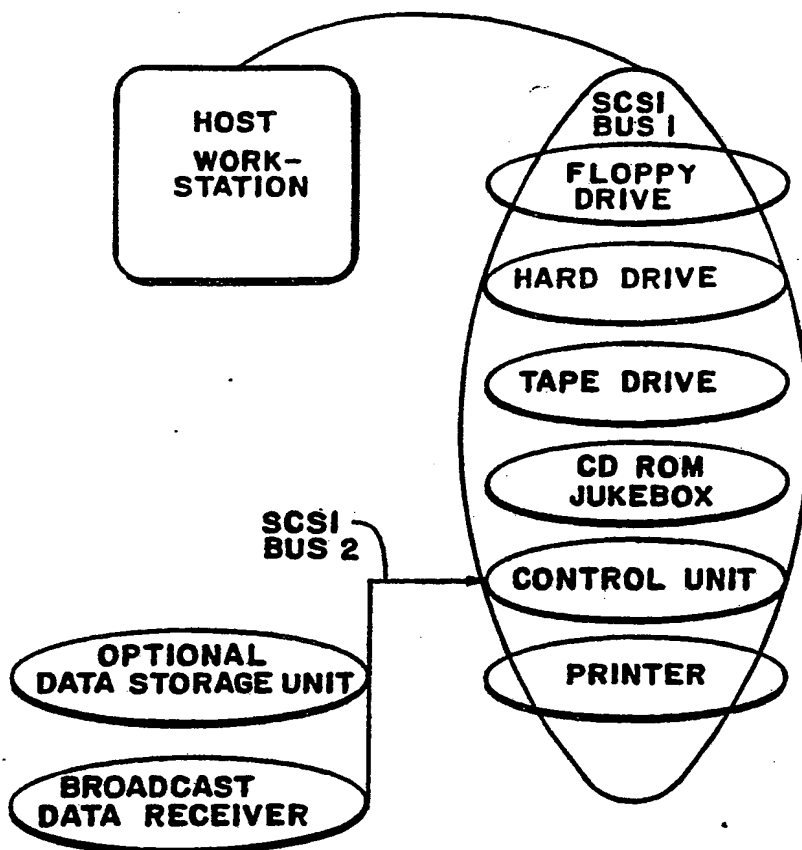 HOST
WORK-
STATION
SCSI
BUS 1
FLOPPY
DRIVE
HARD DRIVE
TAPE DRIVE
CD ROM
JUKEBOX
SCSI
BUS 2
CONTROL UNIT
OPTIONAL
DATA STORAGE UNIT
PRINTER
BROADCAST
DATA RECEIVER